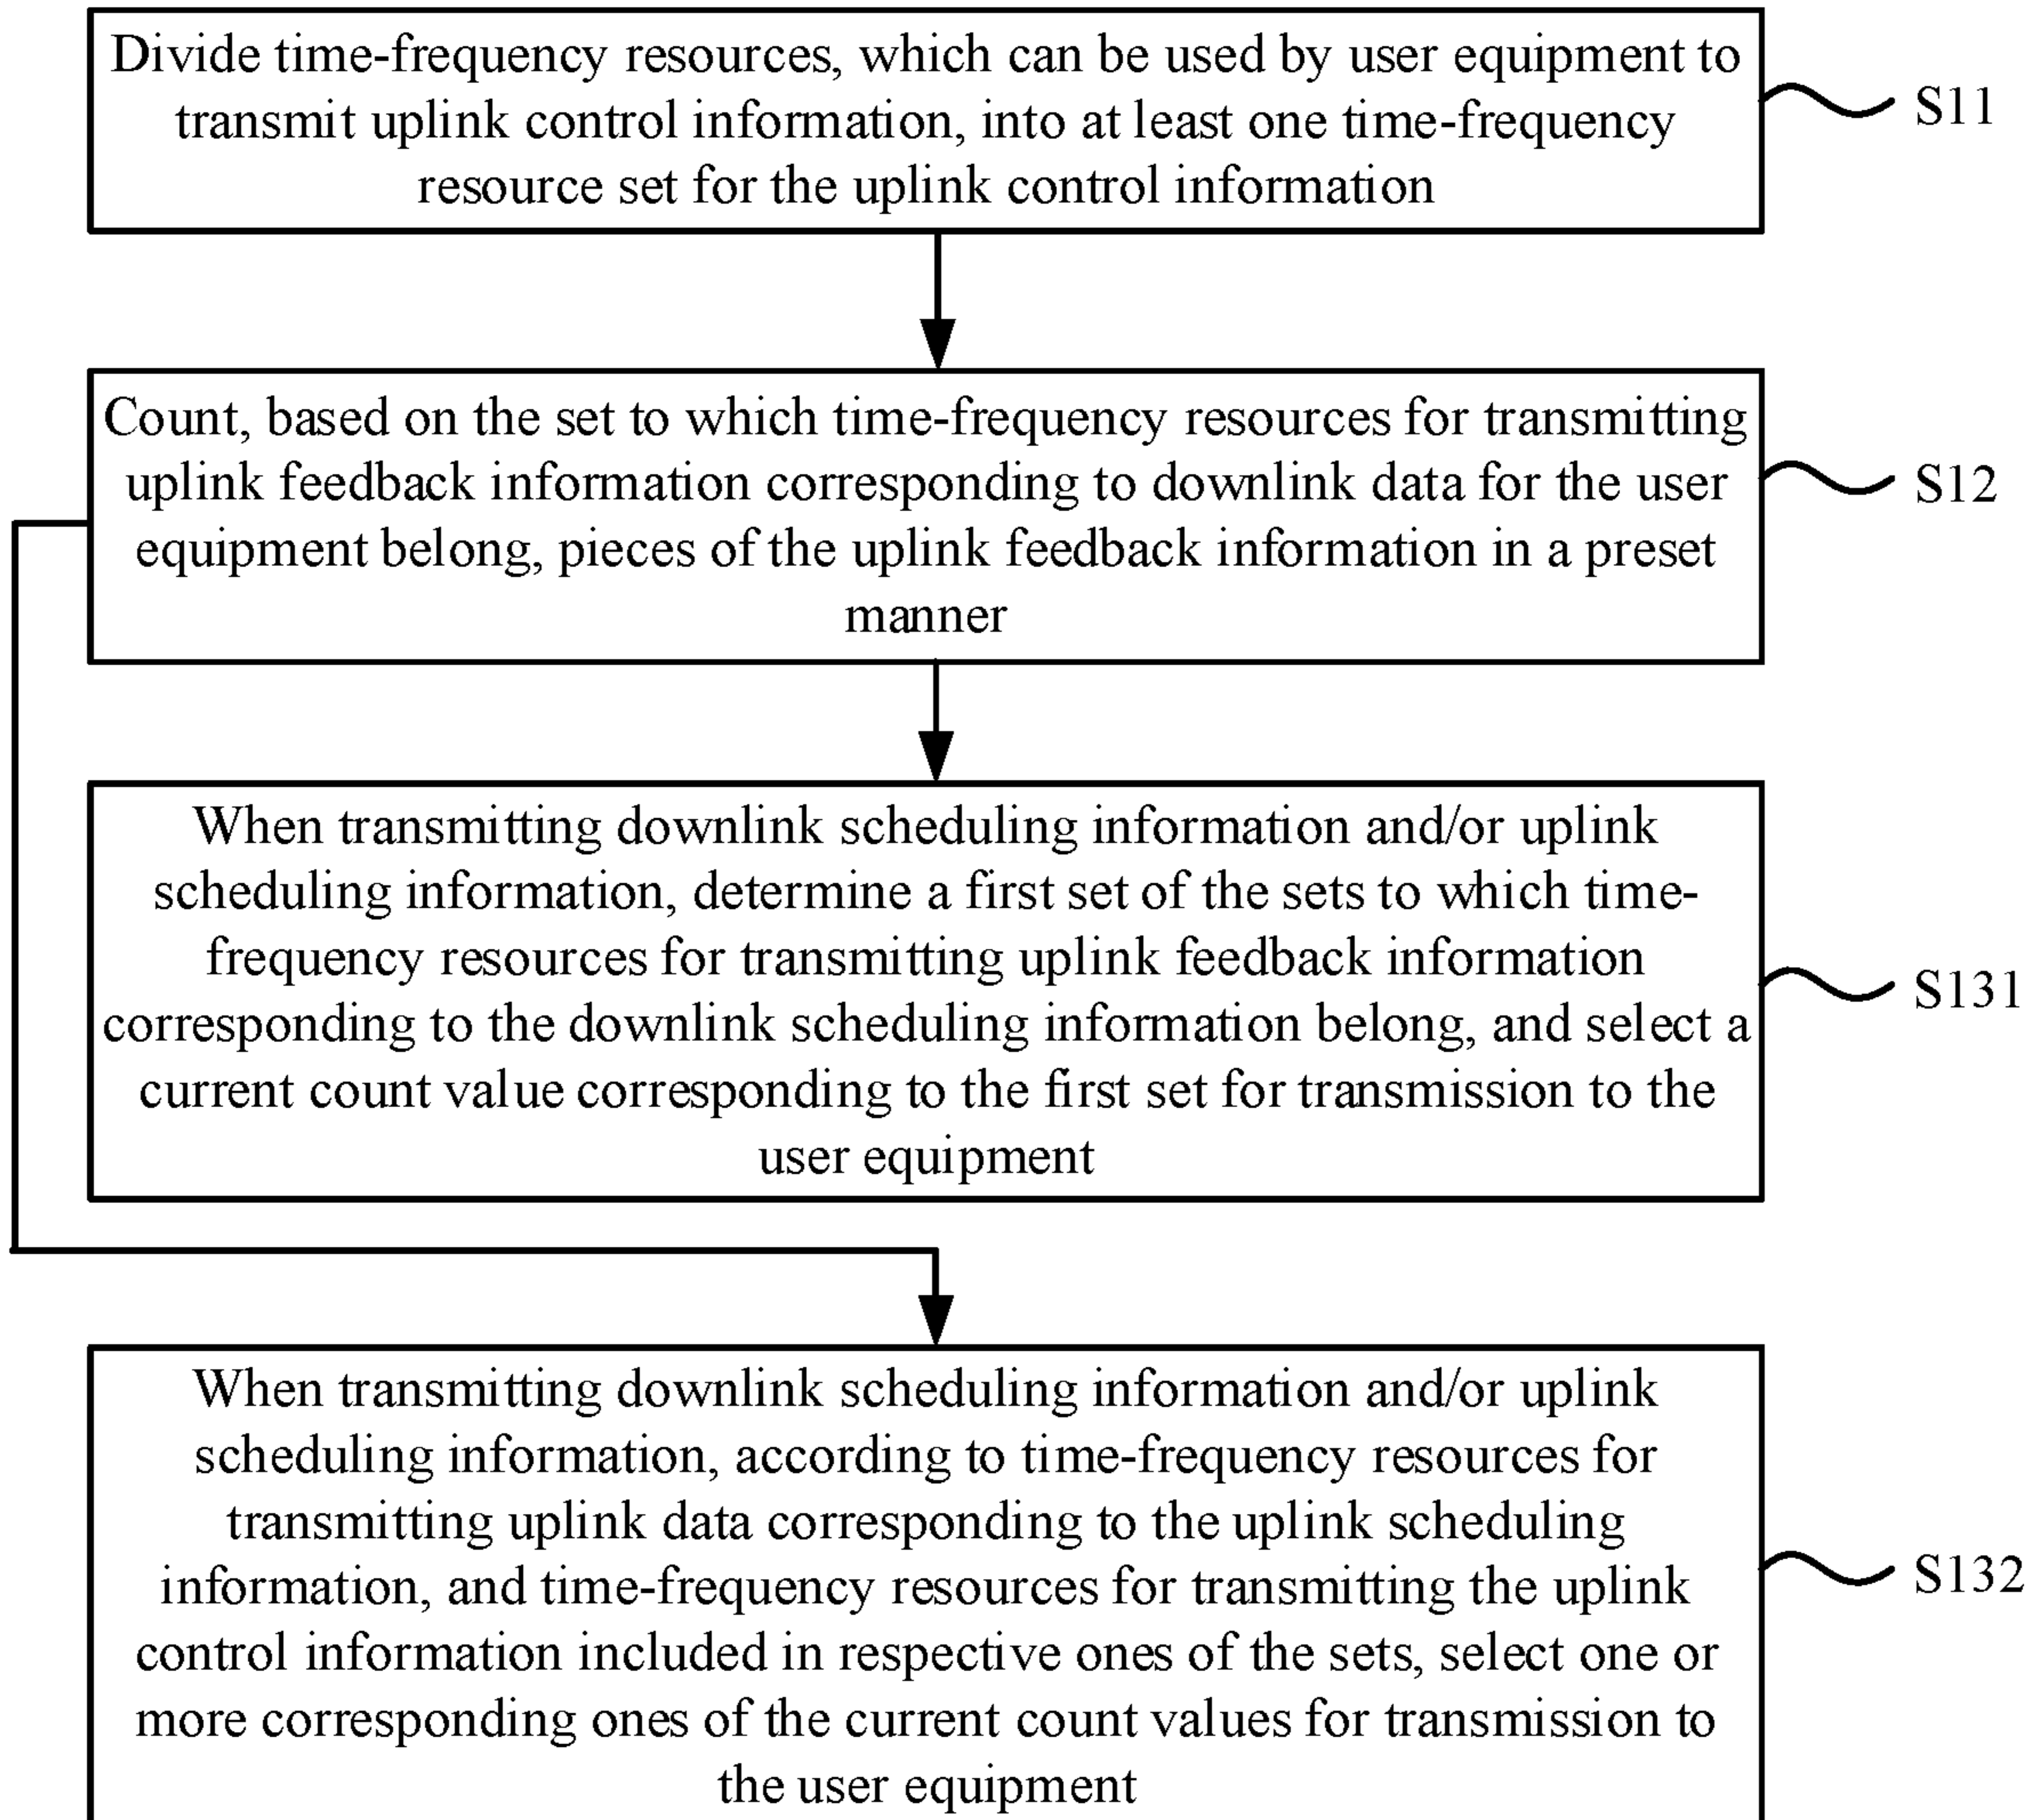 Divide time-frequency resources, which can be used by user equipment to
transmit uplink control information, into at least one time-frequency
resource set for the uplink control information
S11
Count, based on the set to which time-frequency resources for transmitting
uplink feedback information corresponding to downlink data for the user
equipment belong, pieces of the uplink feedback information in a preset
manner
S12
When transmitting downlink scheduling information and/or uplink
scheduling information, determine a first set of the sets to which time-
frequency resources for transmitting uplink feedback information
corresponding to the downlink scheduling information belong, and select a
current count value corresponding to the first set for transmission to the
user equipment
S131
When transmitting downlink scheduling information and/or uplink
scheduling information, according to time-frequency resources for
transmitting uplink data corresponding to the uplink scheduling
information, and time-frequency resources for transmitting the uplink
control information included in respective ones of the sets, select one or
more corresponding ones of the current count values for transmission to
the user equipment
S132